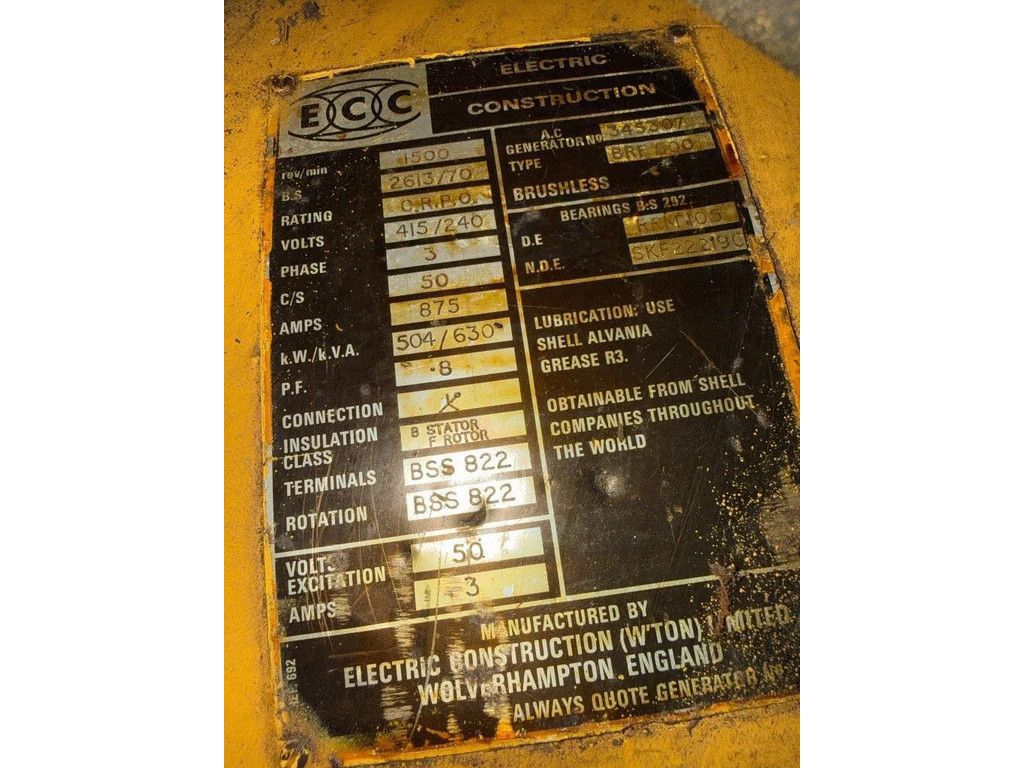 ECC
ELECTRIC
CONSTRUCTION
rev/min 1500
B.S 2613/70
RATING C.R.P.O.
VOLTS 415/240
PHASE 3
C/S 50
AMPS 875
k.W./k.V.A. 504/630
P.F. .8
CONNECTION
INSULATION CLASS B STATOR
F ROTOR
TERMINALS BSS 822
ROTATION BSS 822
VOLTS 50
EXCITATION
AMPS 3
A.C
GENERATOR Nº 345307
TYPE
BRUSHLESS
BEARINGS B.S 292.
D.E
N.D.E. SKF22219C
LUBRICATION: USE
SHELL ALVANIA
GREASE R3.
OBTAINABLE FROM SHELL
COMPANIES THROUGHOUT
THE WORLD
MANUFACTURED BY
ELECTRIC CONSTRUCTION (W'TON) LIMITED
WOLVERHAMPTON, ENGLAND
ALWAYS QUOTE GENERATOR Nº
692